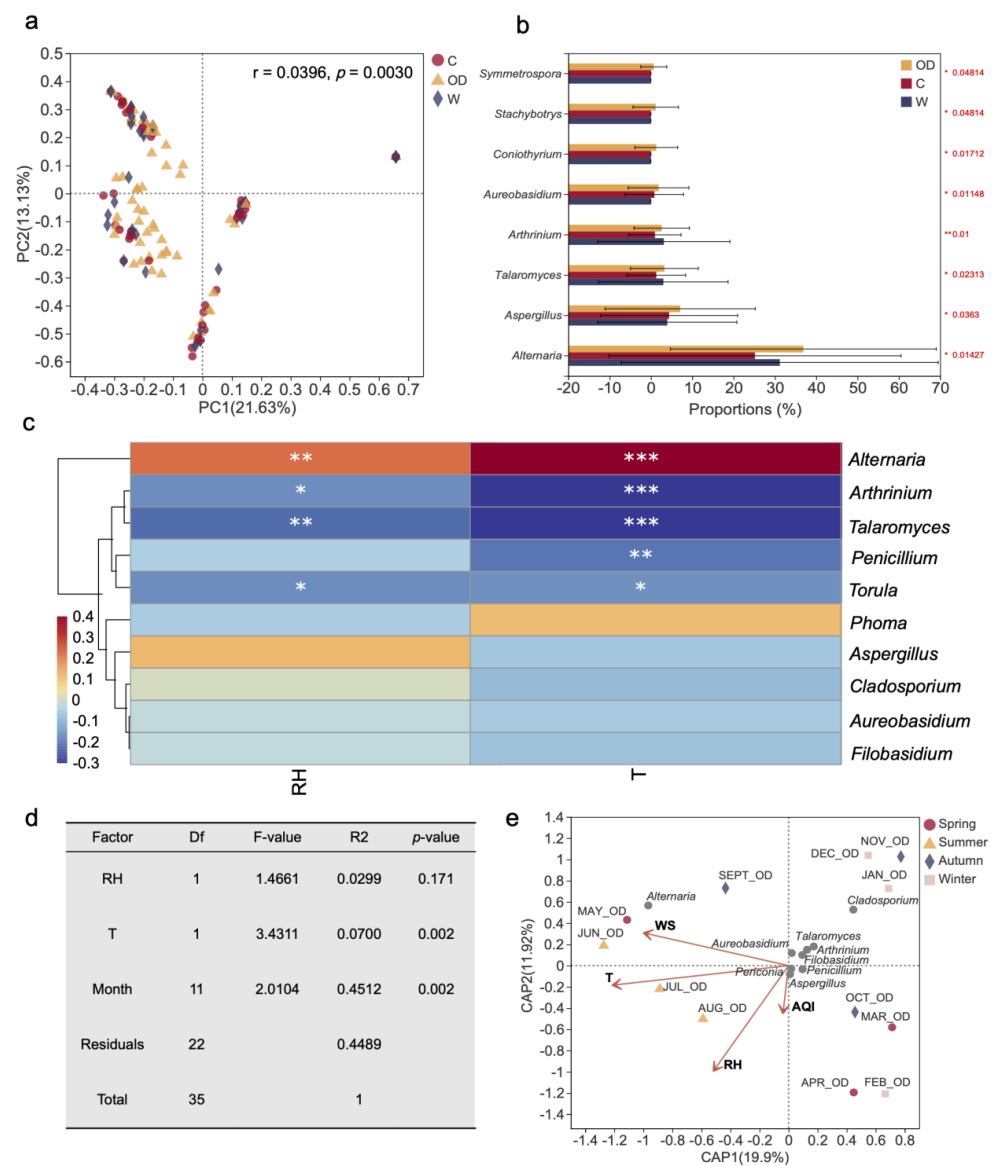 a
r = 0.0396, p = 0.0030
C
OD
W
0.5
0.4
0.3
0.2
0.1
0
-0.1
-0.2
-0.3
-0.4
-0.5
-0.6
PC2(13.13%)
-0.4 -0.3 -0.2 -0.1 0 0.1 0.2 0.3 0.4 0.5 0.6 0.7
PC1(21.63%)
b
OD
C
W
Symmetrospora * 0.04814
Stachybotrys * 0.04814
Coniothyrium * 0.01712
Aureobasidium * 0.01148
Arthrinium **0.01
Talaromyces * 0.02313
Aspergillus * 0.0363
Alternaria * 0.01427
-20 -10 0 10 20 30 40 50 60 70
Proportions (%)
c
** *** Alternaria
* *** Arthrinium
** *** Talaromyces
** Penicillium
* * Torula
Phoma
Aspergillus
Cladosporium
Aureobasidium
Filobasidium
0.4
0.3
0.2
0.1
0
-0.1
-0.2
-0.3
RH T
d
Factor Df F-value R2 p-value
RH 1 1.4661 0.0299 0.171
T 1 3.4311 0.0700 0.002
Month 11 2.0104 0.4512 0.002
Residuals 22 0.4489
Total 35 1
e
Spring
Summer
Autumn
Winter
1.4
1.2
1
0.8
0.6
0.4
0.2
0
-0.2
-0.4
-0.6
-0.8
-1
-1.2
-1.4
CAP2(11.92%)
NOV_OD
DEC_OD
JAN_OD
SEPT_OD
Alternaria
Cladosporium
MAY_OD
WS
JUN_OD
Talaromyces
Aureobasidium
Arthrinium
Filobasidium
Periconia
Penicillium
T
Aspergillus
JUL_OD
OCT_OD
AUG_OD
AQI
MAR_OD
RH
APR_OD
FEB_OD
-1.4 -1.2 -1 -0.8 -0.6 -0.4 -0.2 0 0.2 0.4 0.6 0.8
CAP1(19.9%)